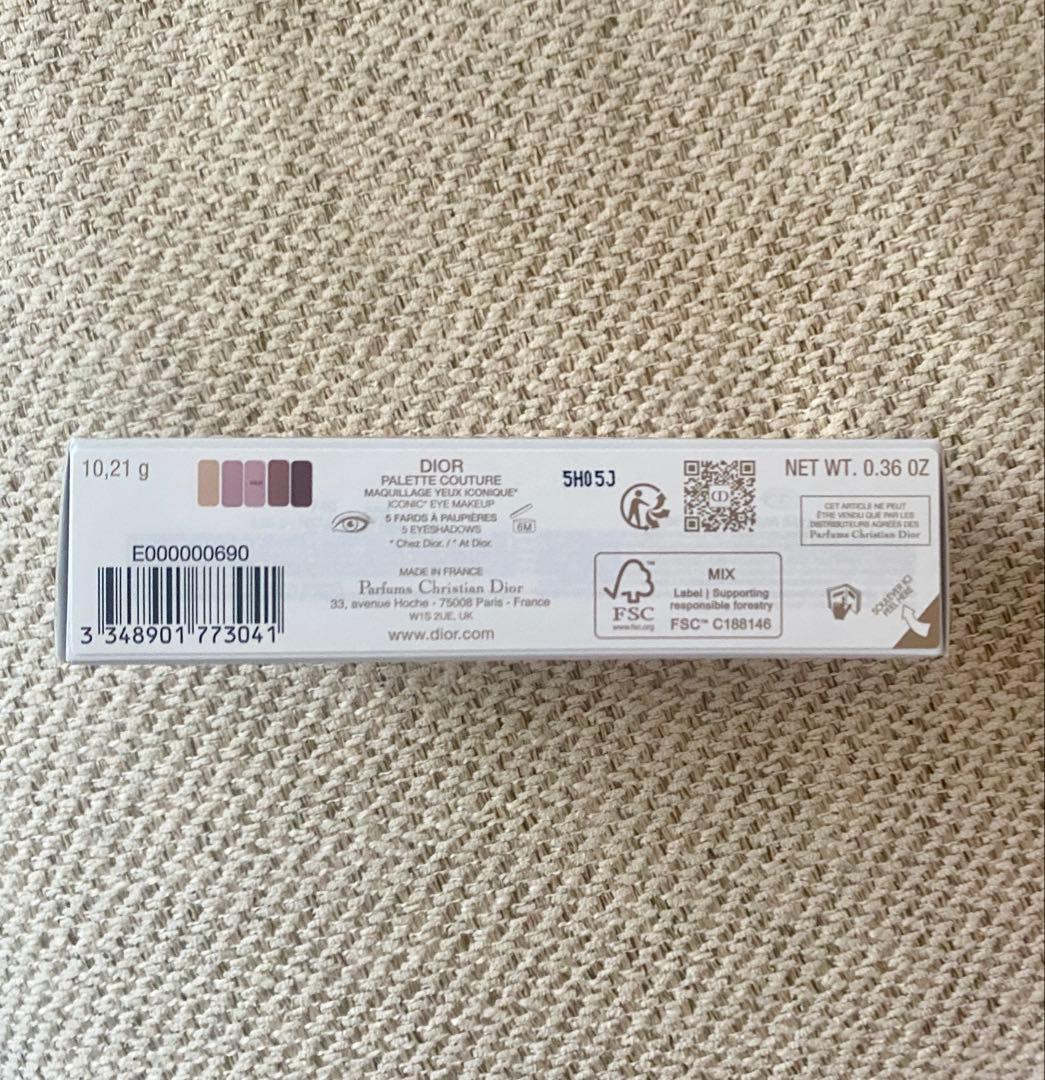 10,21 g
E000000690
3 348901 773041
DIOR
PALETTE COUTURE
MAQUILLAGE YEUX ICONIQUE*
ICONIC* EYE MAKEUP
5 FARDS À PAUPIÈRES
5 EYESHADOWS
* Chez Dior. / * At Dior.
6M
MADE IN FRANCE
Parfums Christian Dior
33, avenue Hoche - 75008 Paris - France
W1S 2UE, UK
www.dior.com
5H05J
CD
FSC™
www.fsc.org
MIX
Label | Supporting
responsible forestry
FSC™ C188146
NET WT. 0.36 OZ
CET ARTICLE NE PEUT
ÊTRE VENDU QUE PAR LES
DISTRIBUTEURS AGRÉÉS DES
Parfums Christian Dior